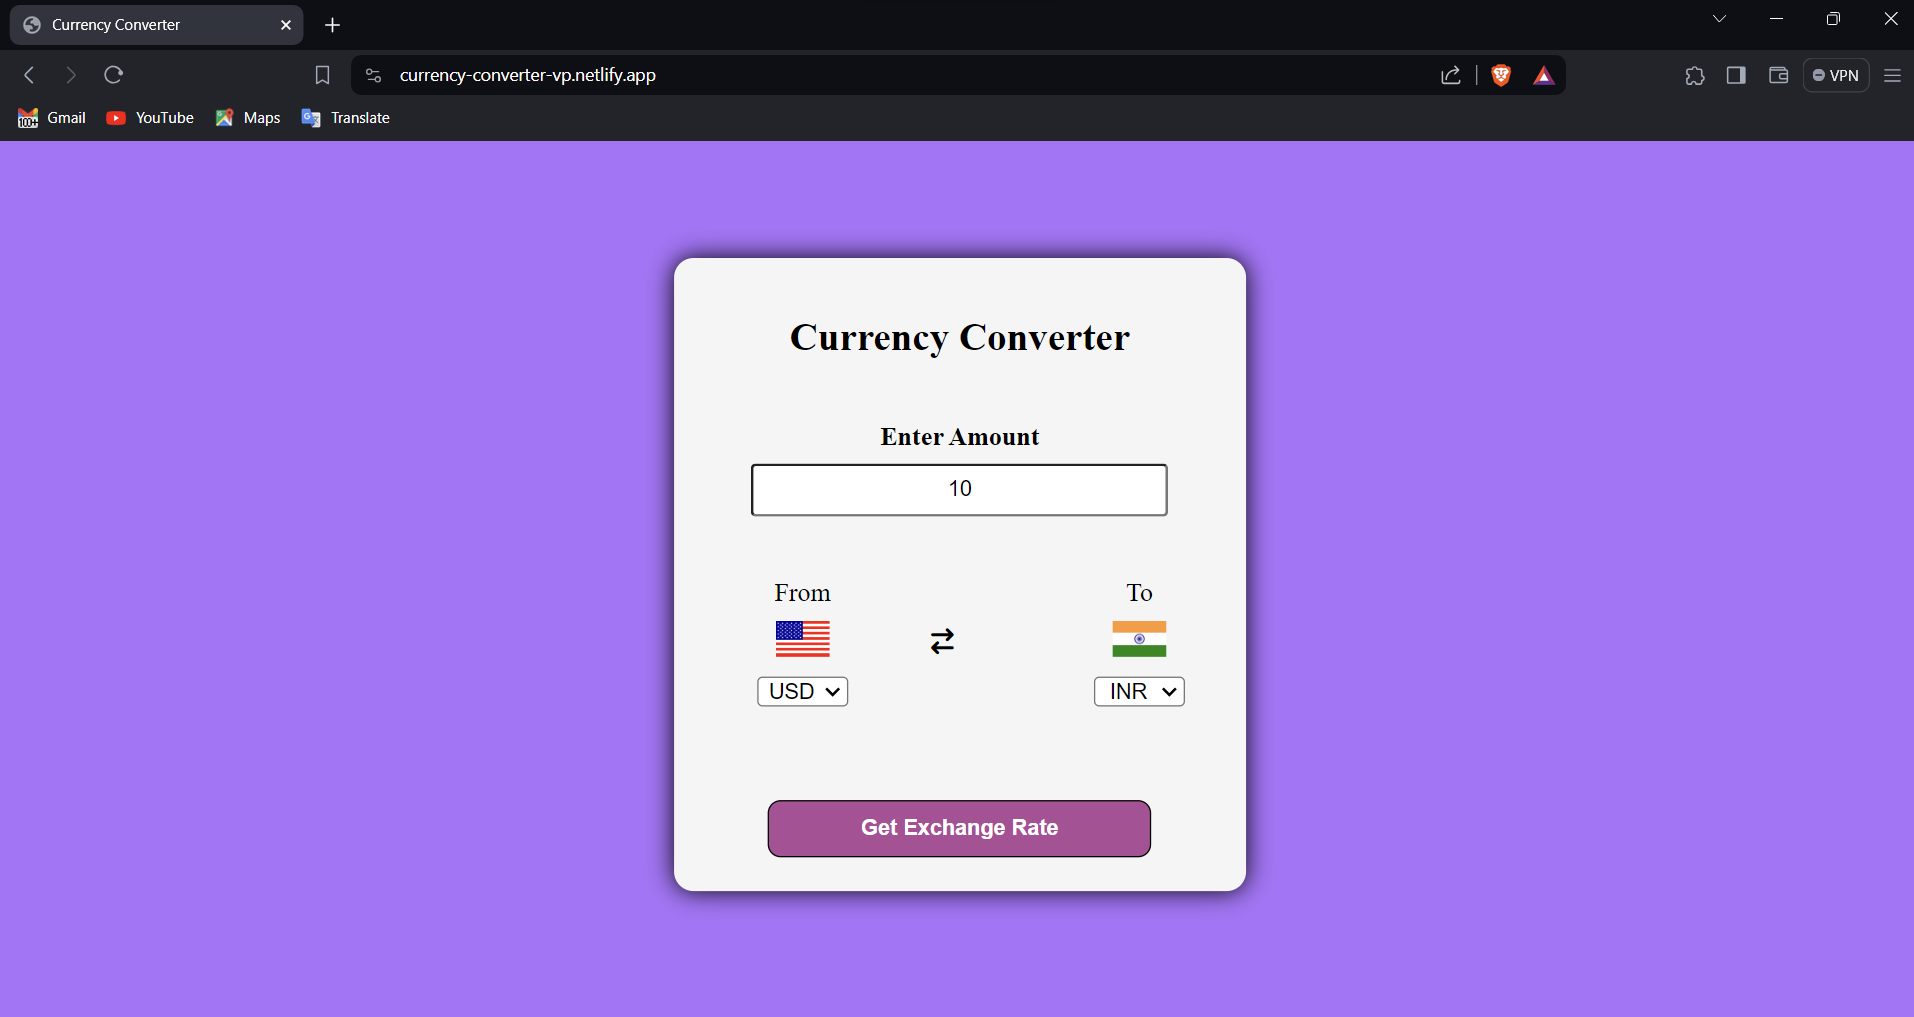 Currency Converter
currency-converter-vp.netlify.app
VPN
100+ Gmail YouTube Maps Translate
Currency Converter
Enter Amount
10
From To
USD INR
Get Exchange Rate